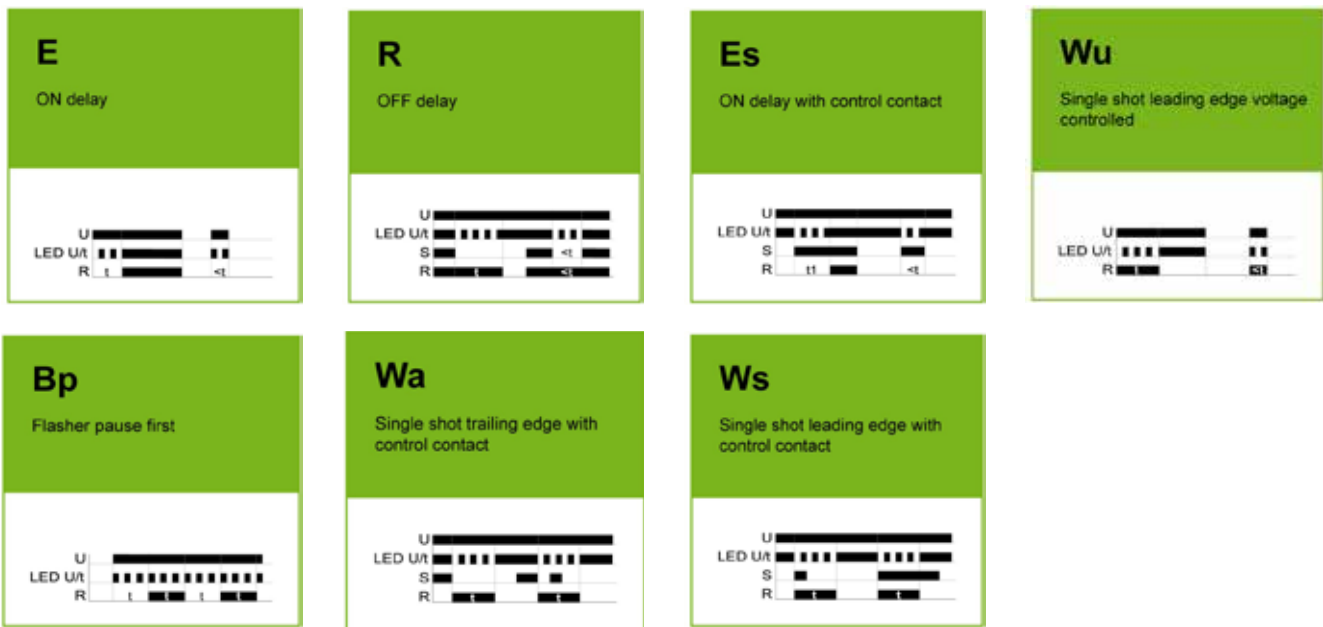 E
ON delay
U
LED U/t
R t <t
R
OFF delay
U
LED U/t
S <t
R t <t
Es
ON delay with control contact
U
LED U/t
S
R t1 <t
Wu
Single shot leading edge voltage
controlled
U
LED U/t
R t <t
Bp
Flasher pause first
U
LED U/t
R t t t t
Wa
Single shot trailing edge with
control contact
U
LED U/t
S
R t t
Ws
Single shot leading edge with
control contact
U
LED U/t
S
R t t